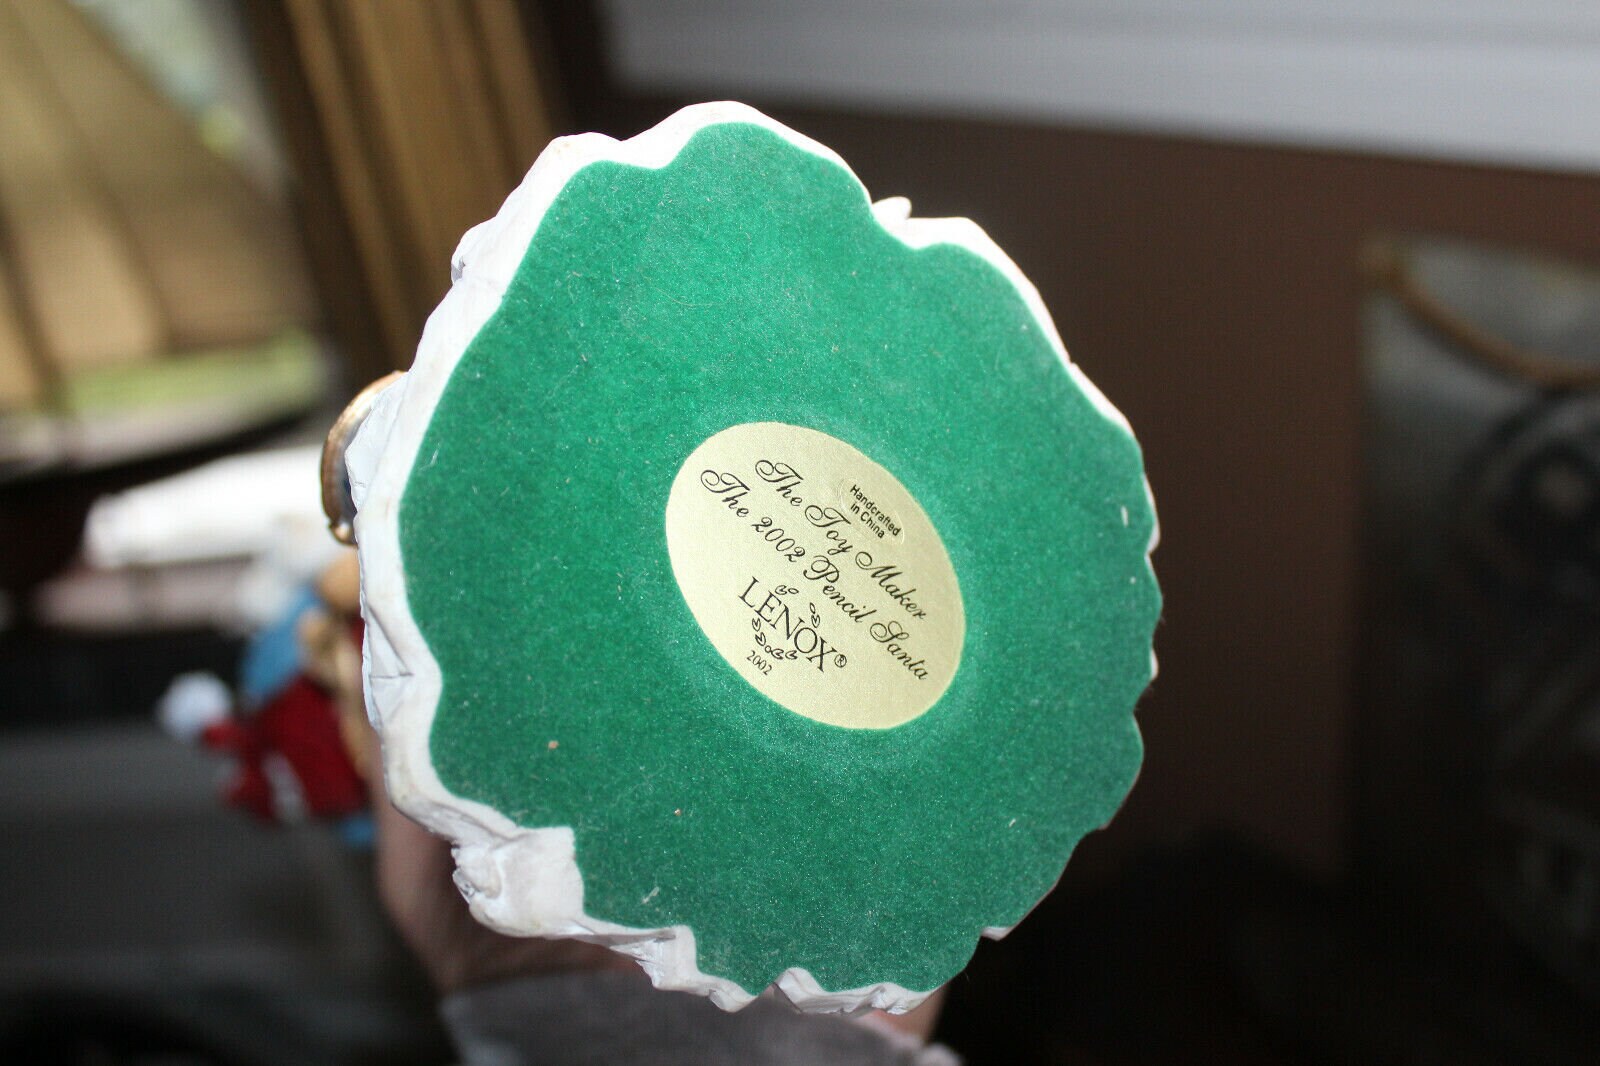 Handcrafted
in China
The Toy Maker
The 2002 Pencil Santa
LENOX®
2002